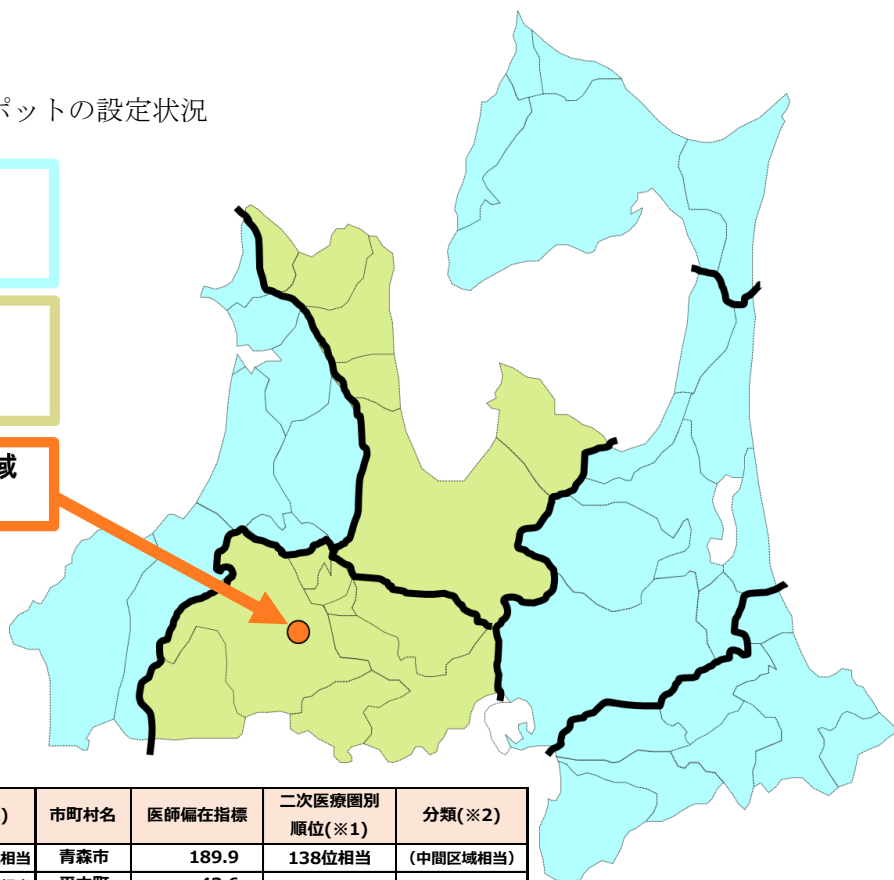 ポットの設定状況
域
市町村名 医師偏在指標 二次医療圏別順位(※1) 分類(※2)
相当 青森市 189.9 138位相当 (中間区域相当)